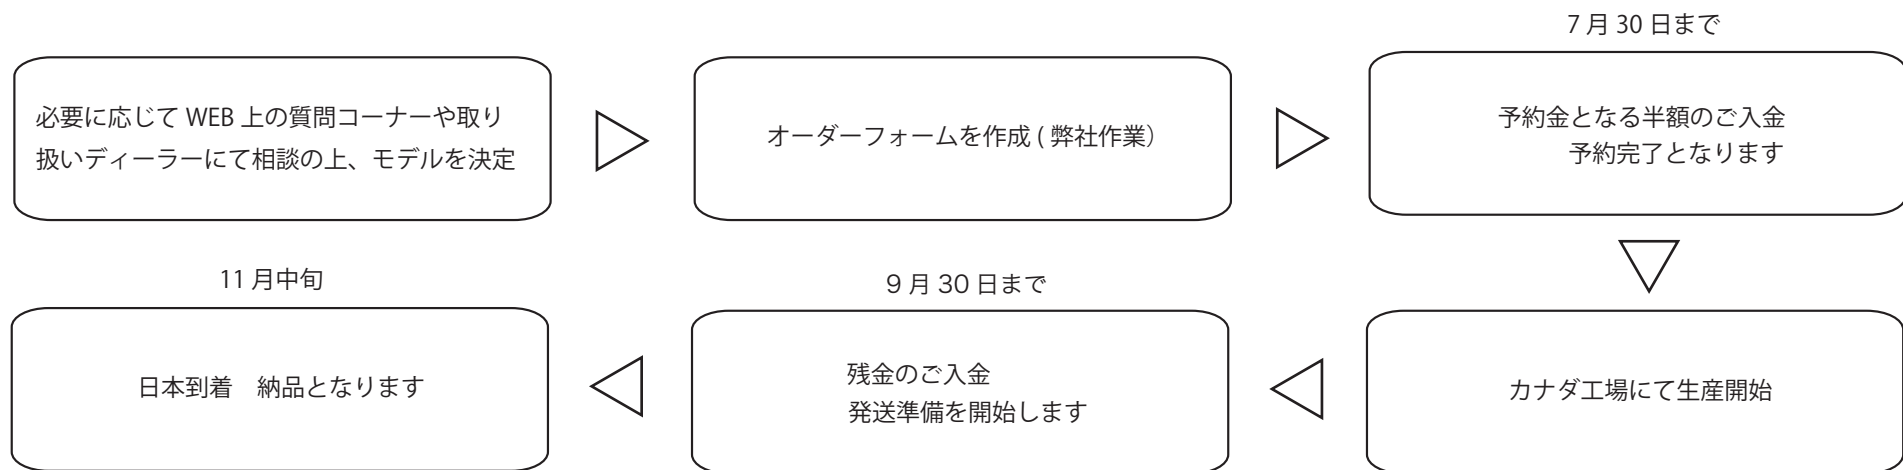 必要に応じて WEB 上の質問コーナーや取り
扱いディーラーにて相談の上、モデルを決定
オーダーフォームを作成 ( 弊社作業）
7 月 30 日まで
予約金となる半額のご入金
予約完了となります
カナダ工場にて生産開始
9 月 30 日まで
残金のご入金
発送準備を開始します
11 月中旬
日本到着　納品となります